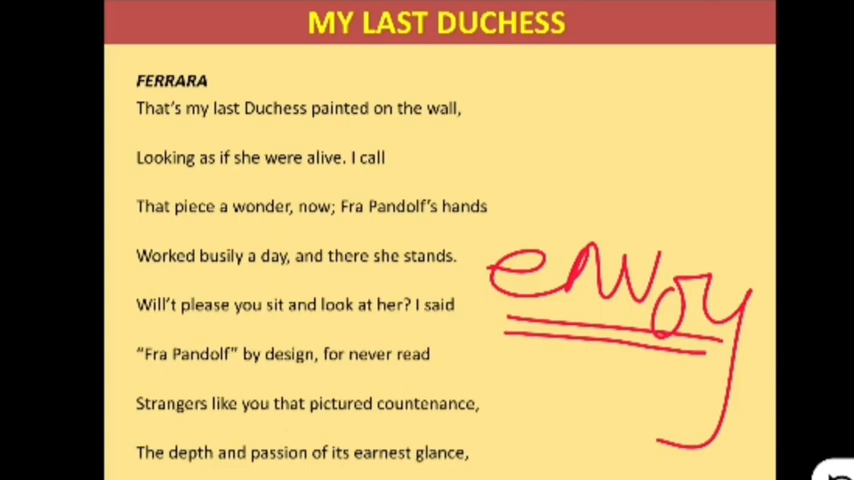 MY LAST DUCHESS
FERRARA
That's my last Duchess painted on the wall,
Looking as if she were alive. I call
That piece a wonder, now; Fra Pandolf's hands
Worked busily a day, and there she stands.
Will't please you sit and look at her? I said
“Fra Pandolf” by design, for never read
Strangers like you that pictured countenance,
The depth and passion of its earnest glance,
envoy